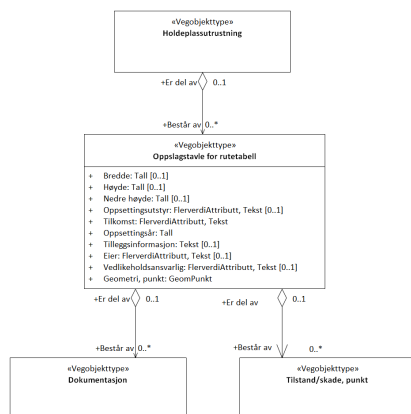 «Vegobjekttype»
Holdeplassutrustning
+Er del av 0..1
+Består av 0..*
«Vegobjekttype»
Oppslagstavle for rutetabell
+ Bredde: Tall [0..1]
+ Høyde: Tall [0..1]
+ Nedre høyde: Tall [0..1]
+ Oppsettingsutstyr: FlerverdiAttributt, Tekst [0..1]
+ Tilkomst: FlerverdiAttributt, Tekst
+ Oppsettingsår: Tall
+ Tilleggsinformasjon: Tekst [0..1]
+ Eier: FlerverdiAttributt, Tekst [0..1]
+ Vedlikeholdsansvarlig: FlerverdiAttributt, Tekst [0..1]
+ Geometri, punkt: GeomPunkt
+Er del av 0..1 +Er del av 0..1
+Består av 0..* +Består av 0..*
«Vegobjekttype» «Vegobjekttype»
Dokumentasjon Tilstand/skade, punkt